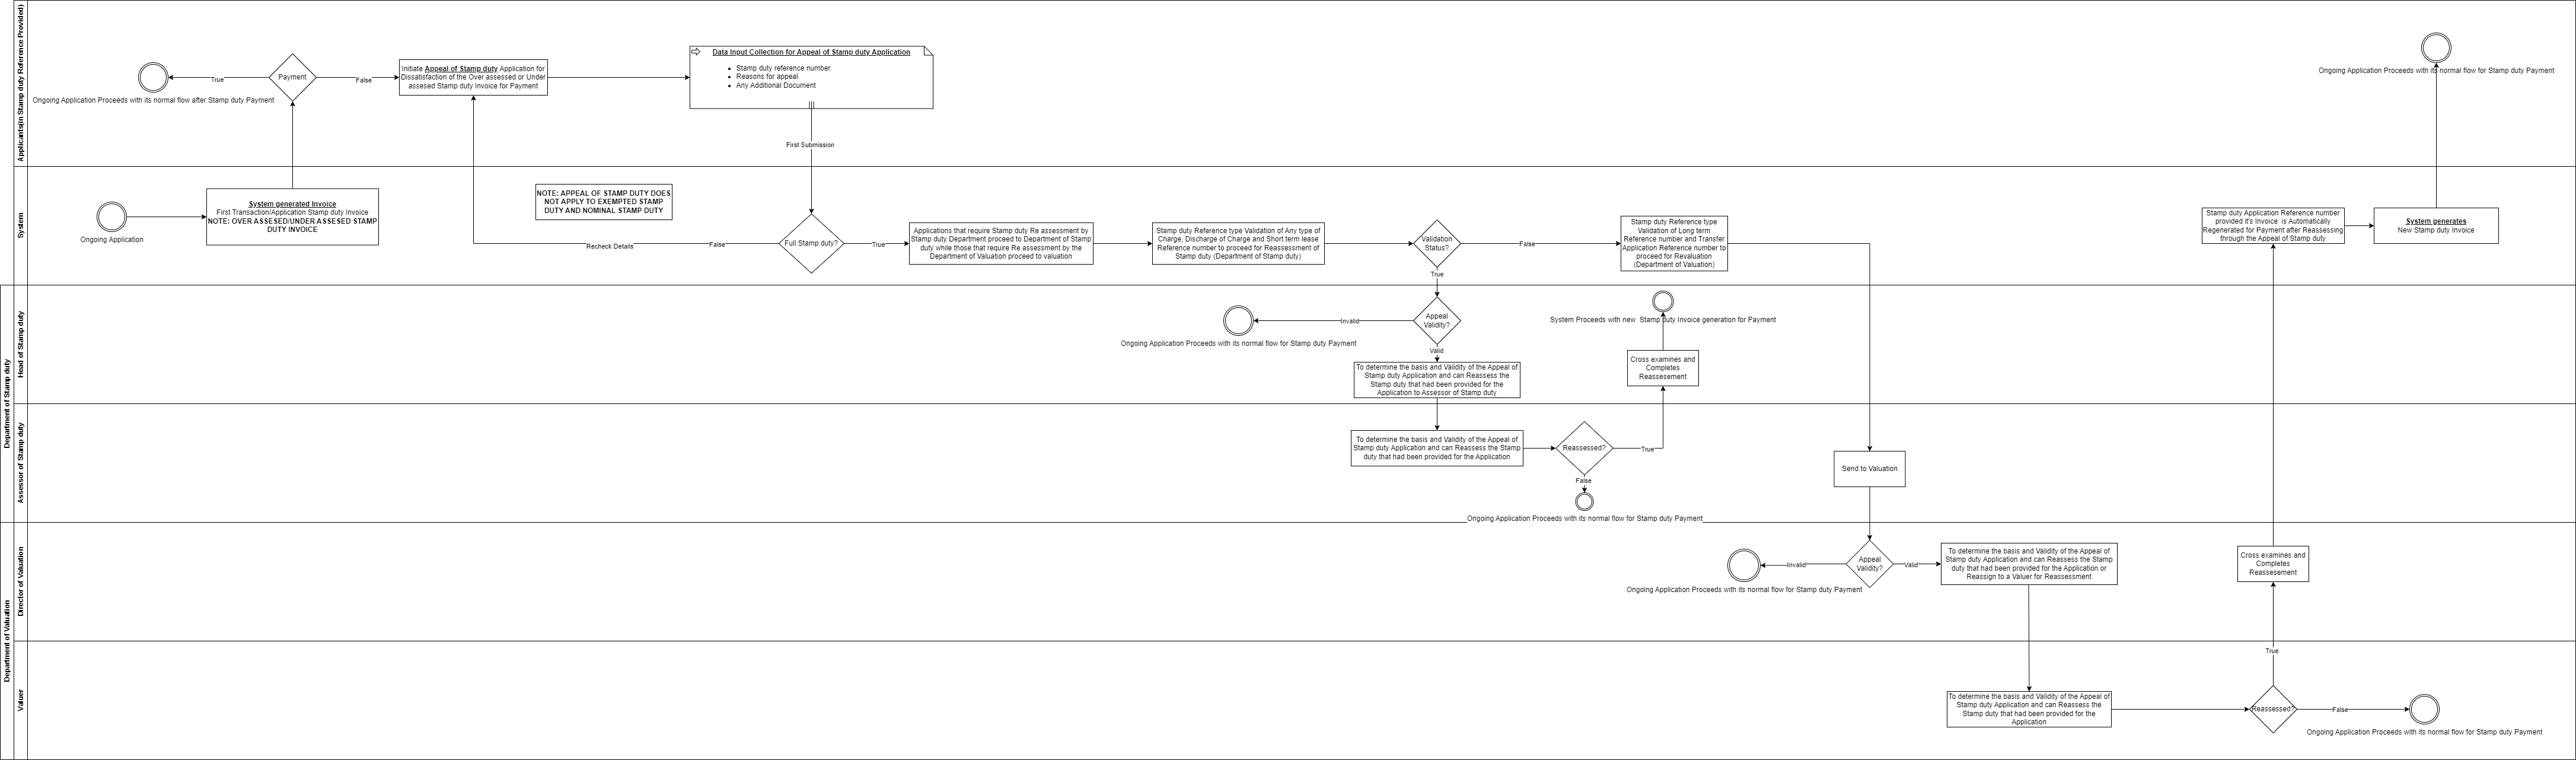 Applicants(in Stamp duty Reference Provided)
Payment
True
False
Ongoing Application Proceeds with its normal flow after Stamp duty Payment
Initiate Appeal of Stamp duty Application for
Dissatisfaction of the Over assessed or Under
assesed Stamp duty Invoice for Payment
Data Input Collection for Appeal of Stamp duty Application
Stamp duty reference number.
Reasons for appeal
Any Additional Document
First Submission
Ongoing Application Proceeds with its normal flow for Stamp duty Payment
System
Ongoing Application
System generated Invoice
First Transaction/Application Stamp duty Invoice
NOTE: OVER ASSESED/UNDER ASSESED STAMP
DUTY INVOICE
NOTE: APPEAL OF STAMP DUTY DOES
NOT APPLY TO EXEMPTED STAMP
DUTY AND NOMINAL STAMP DUTY
Recheck Details
False
Full Stamp duty?
True
Applications that require Stamp duty Re assessment by
Stamp duty Department proceed to Department of Stamp
duty while those that require Re assessment by the
Department of Valuation proceed to valuation
Stamp duty Reference type Validation of Any type of
Charge, Discharge of Charge and Short term lease
Reference number to proceed for Reassessment of
Stamp duty (Department of Stamp duty)
Validation
Status?
False
True
Stamp duty Reference type
Validation of Long term
Reference number and Transfer
Application Reference number to
proceed for Revaluation
(Department of Valuation)
Stamp duty Application Reference number
provided it's Invoice is Automatically
Regenerated for Payment after Reassessing
through the Appeal of Stamp duty
System generates
New Stamp duty Invoice
Department of Stamp duty
Head of Stamp duty
Appeal
Validity?
Invalid
Valid
Ongoing Application Proceeds with its normal flow for Stamp duty Payment
To determine the basis and Validity of the Appeal of
Stamp duty Application and can Reassess the
Stamp duty that had been provided for the
Application to Assessor of Stamp duty
System Proceeds with new Stamp duty Invoice generation for Payment
Cross examines and
Completes
Reassesement
Assessor of Stamp duty
To determine the basis and Validity of the Appeal of
Stamp duty Application and can Reassess the Stamp
duty that had been provided for the Application
Reassessed?
True
False
Ongoing Application Proceeds with its normal flow for Stamp duty Payment
Send to Valuation
Department of Valuation
Director of Valuation
Appeal
Validity?
Invalid
Valid
Ongoing Application Proceeds with its normal flow for Stamp duty Payment
To determine the basis and Validity of the Appeal of
Stamp duty Application and can Reassess the Stamp
duty that had been provided for the Application or
Reassign to a Valuer for Reassessment
Cross examines and
Completes
Reassesement
Valuer
To determine the basis and Validity of the Appeal of
Stamp duty Application and can Reassess the
Stamp duty that had been provided for the
Application
True
Reassessed?
False
Ongoing Application Proceeds with its normal flow for Stamp duty Payment